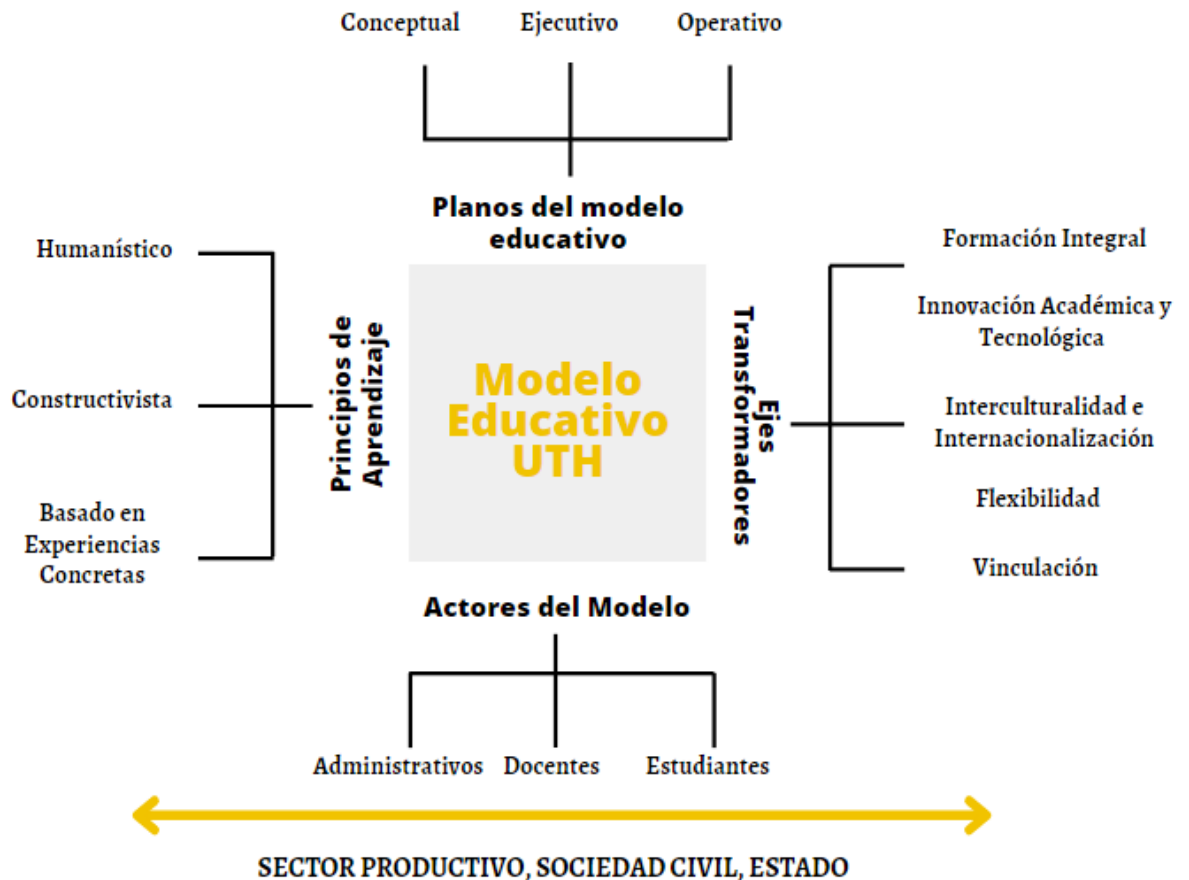 Conceptual
Ejecutivo
Operativo
Planos del modelo
educativo
Humanístico
Constructivista
Basado en
Experiencias
Concretas
Principios de
Aprendizaje
Modelo
Educativo
UTH
Ejes
Transformadores
Formación Integral
Innovación Académica y
Tecnológica
Interculturalidad e
Internacionalización
Flexibilidad
Vinculación
Actores del Modelo
Administrativos
Docentes
Estudiantes
SECTOR PRODUCTIVO, SOCIEDAD CIVIL, ESTADO